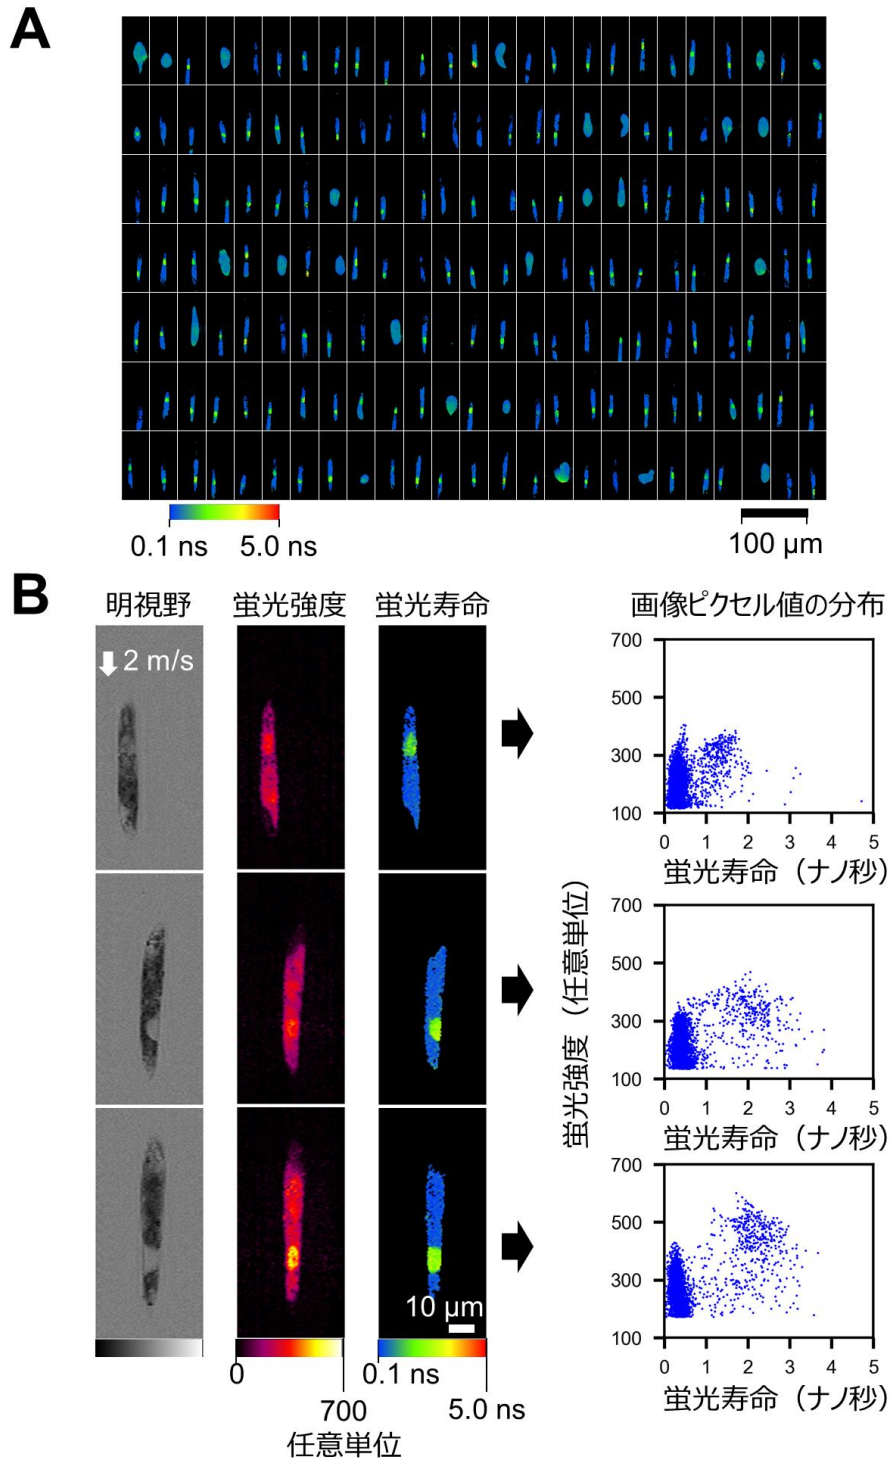 A
0.1 ns
5.0 ns
100 μm
B
明視野
蛍光強度
蛍光寿命
画像ピクセル値の分布
2 m/s
10 μm
0
700
任意単位
0.1 ns
5.0 ns
蛍光強度（任意単位）
700
500
300
100
0 1 2 3 4 5
蛍光寿命（ナノ秒）
700
500
300
100
0 1 2 3 4 5
蛍光寿命（ナノ秒）
700
500
300
100
0 1 2 3 4 5
蛍光寿命（ナノ秒）